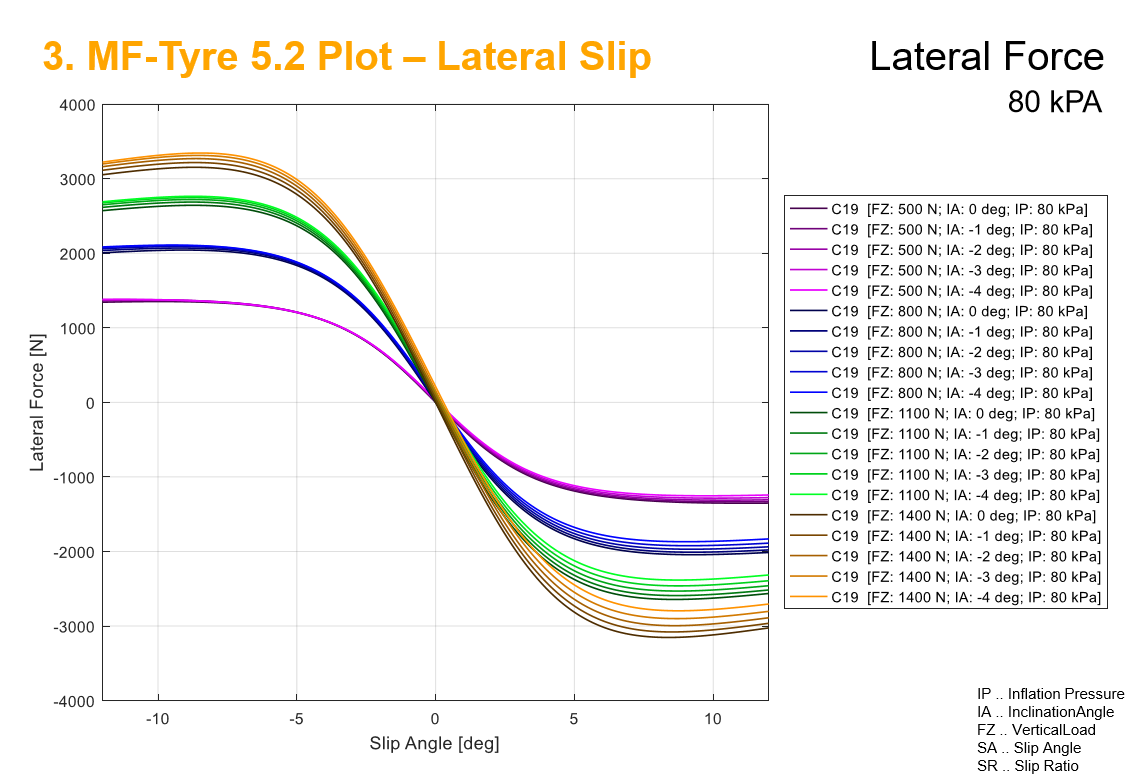 3. MF-Tyre 5.2 Plot – Lateral Slip
Lateral Force
80 kPA
4000
3000
2000
1000
0
-1000
-2000
-3000
-4000
Lateral Force [N]
-10
-5
0
5
10
Slip Angle [deg]
C19 [FZ: 500 N; IA: 0 deg; IP: 80 kPa]
C19 [FZ: 500 N; IA: -1 deg; IP: 80 kPa]
C19 [FZ: 500 N; IA: -2 deg; IP: 80 kPa]
C19 [FZ: 500 N; IA: -3 deg; IP: 80 kPa]
C19 [FZ: 500 N; IA: -4 deg; IP: 80 kPa]
C19 [FZ: 800 N; IA: 0 deg; IP: 80 kPa]
C19 [FZ: 800 N; IA: -1 deg; IP: 80 kPa]
C19 [FZ: 800 N; IA: -2 deg; IP: 80 kPa]
C19 [FZ: 800 N; IA: -3 deg; IP: 80 kPa]
C19 [FZ: 800 N; IA: -4 deg; IP: 80 kPa]
C19 [FZ: 1100 N; IA: 0 deg; IP: 80 kPa]
C19 [FZ: 1100 N; IA: -1 deg; IP: 80 kPa]
C19 [FZ: 1100 N; IA: -2 deg; IP: 80 kPa]
C19 [FZ: 1100 N; IA: -3 deg; IP: 80 kPa]
C19 [FZ: 1100 N; IA: -4 deg; IP: 80 kPa]
C19 [FZ: 1400 N; IA: 0 deg; IP: 80 kPa]
C19 [FZ: 1400 N; IA: -1 deg; IP: 80 kPa]
C19 [FZ: 1400 N; IA: -2 deg; IP: 80 kPa]
C19 [FZ: 1400 N; IA: -3 deg; IP: 80 kPa]
C19 [FZ: 1400 N; IA: -4 deg; IP: 80 kPa]
IP .. Inflation Pressure
IA .. InclinationAngle
FZ .. VerticalLoad
SA .. Slip Angle
SR .. Slip Ratio